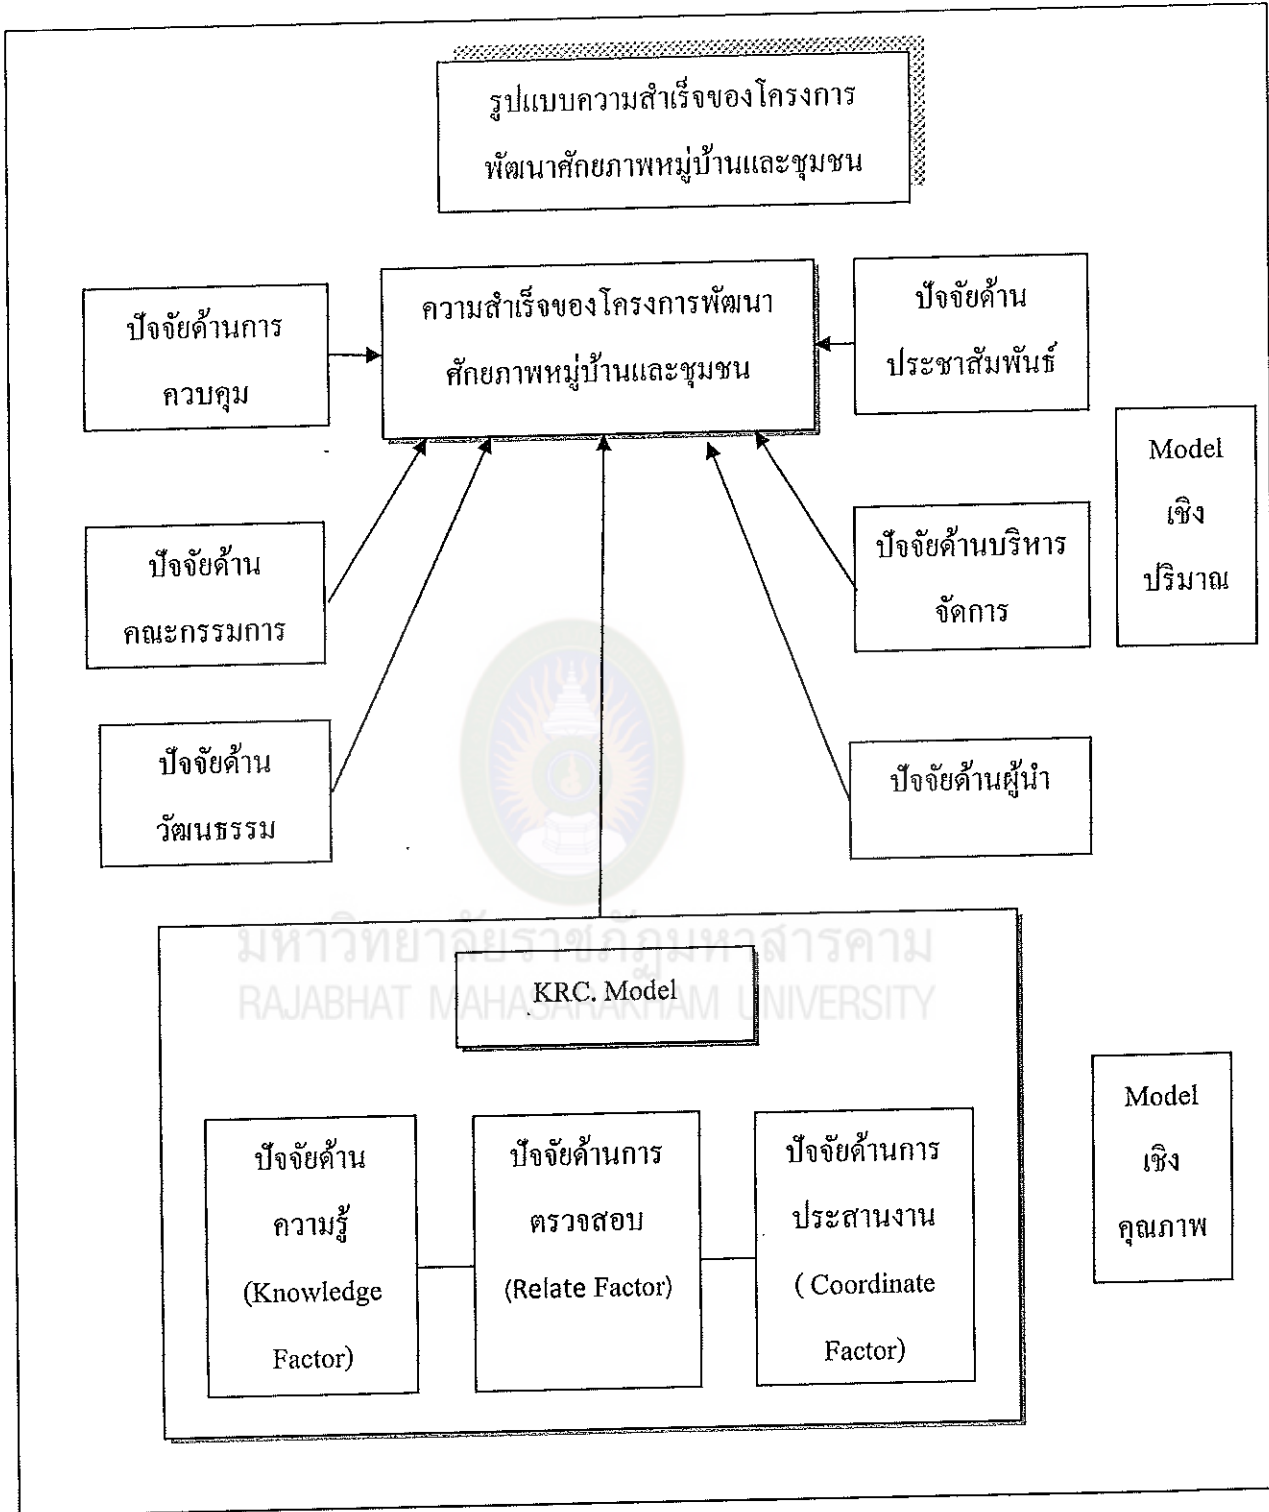 รูปแบบความสำเร็จของโครงการ
พัฒนาศักยภาพหมู่บ้านและชุมชน
ปัจจัยด้านการ
ควบคุม
ความสำเร็จของโครงการพัฒนา
ศักยภาพหมู่บ้านและชุมชน
ปัจจัยด้าน
ประชาสัมพันธ์
Model
เชิง
ปริมาณ
ปัจจัยด้าน
คณะกรรมการ
ปัจจัยด้านบริหาร
จัดการ
ปัจจัยด้าน
วัฒนธรรม
ปัจจัยด้านผู้นำ
มหาวิทยาลัยราชภัฏมหาสารคาม
RAJABHAT MAHASARAKHAM UNIVERSITY
KRC. Model
ปัจจัยด้าน
ความรู้
(Knowledge
Factor)
ปัจจัยด้านการ
ตรวจสอบ
(Relate Factor)
ปัจจัยด้านการ
ประสานงาน
( Coordinate
Factor)
Model
เชิง
คุณภาพ